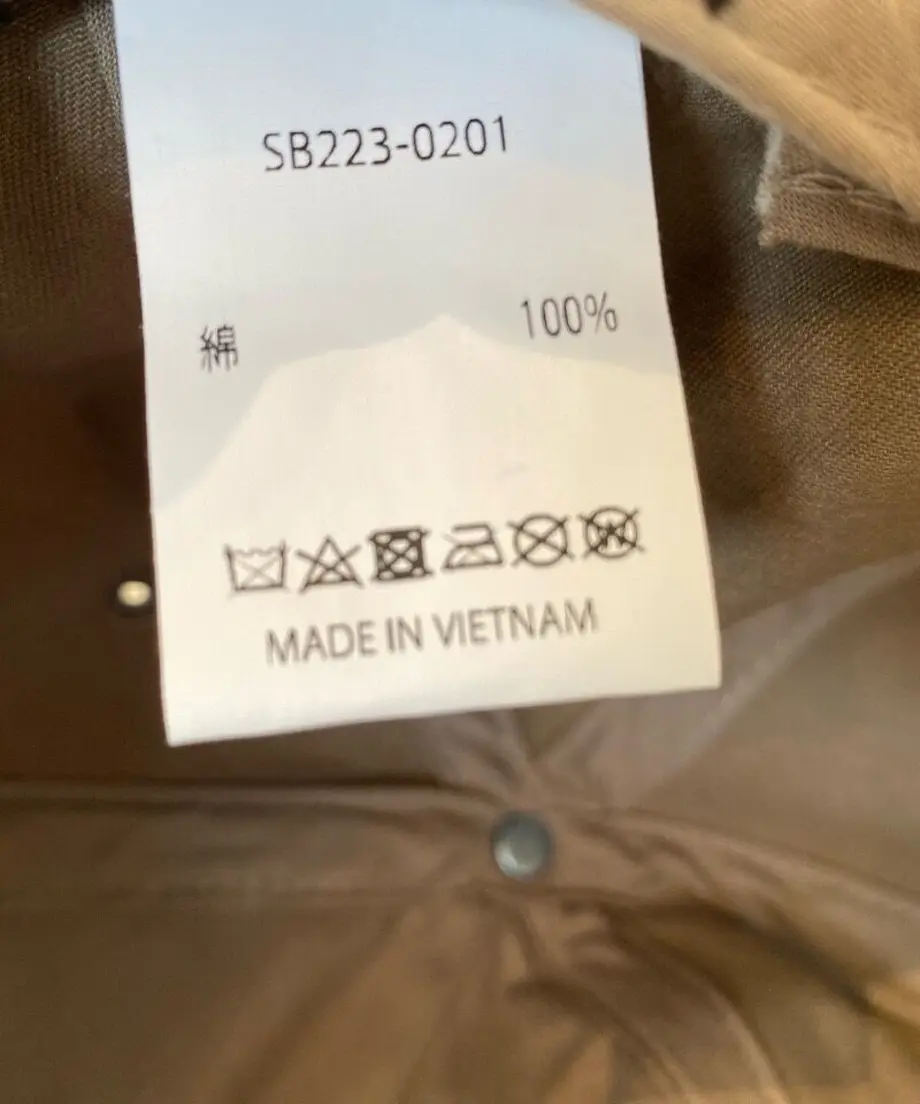 SB223-0201
綿 100%
MADE IN VIETNAM